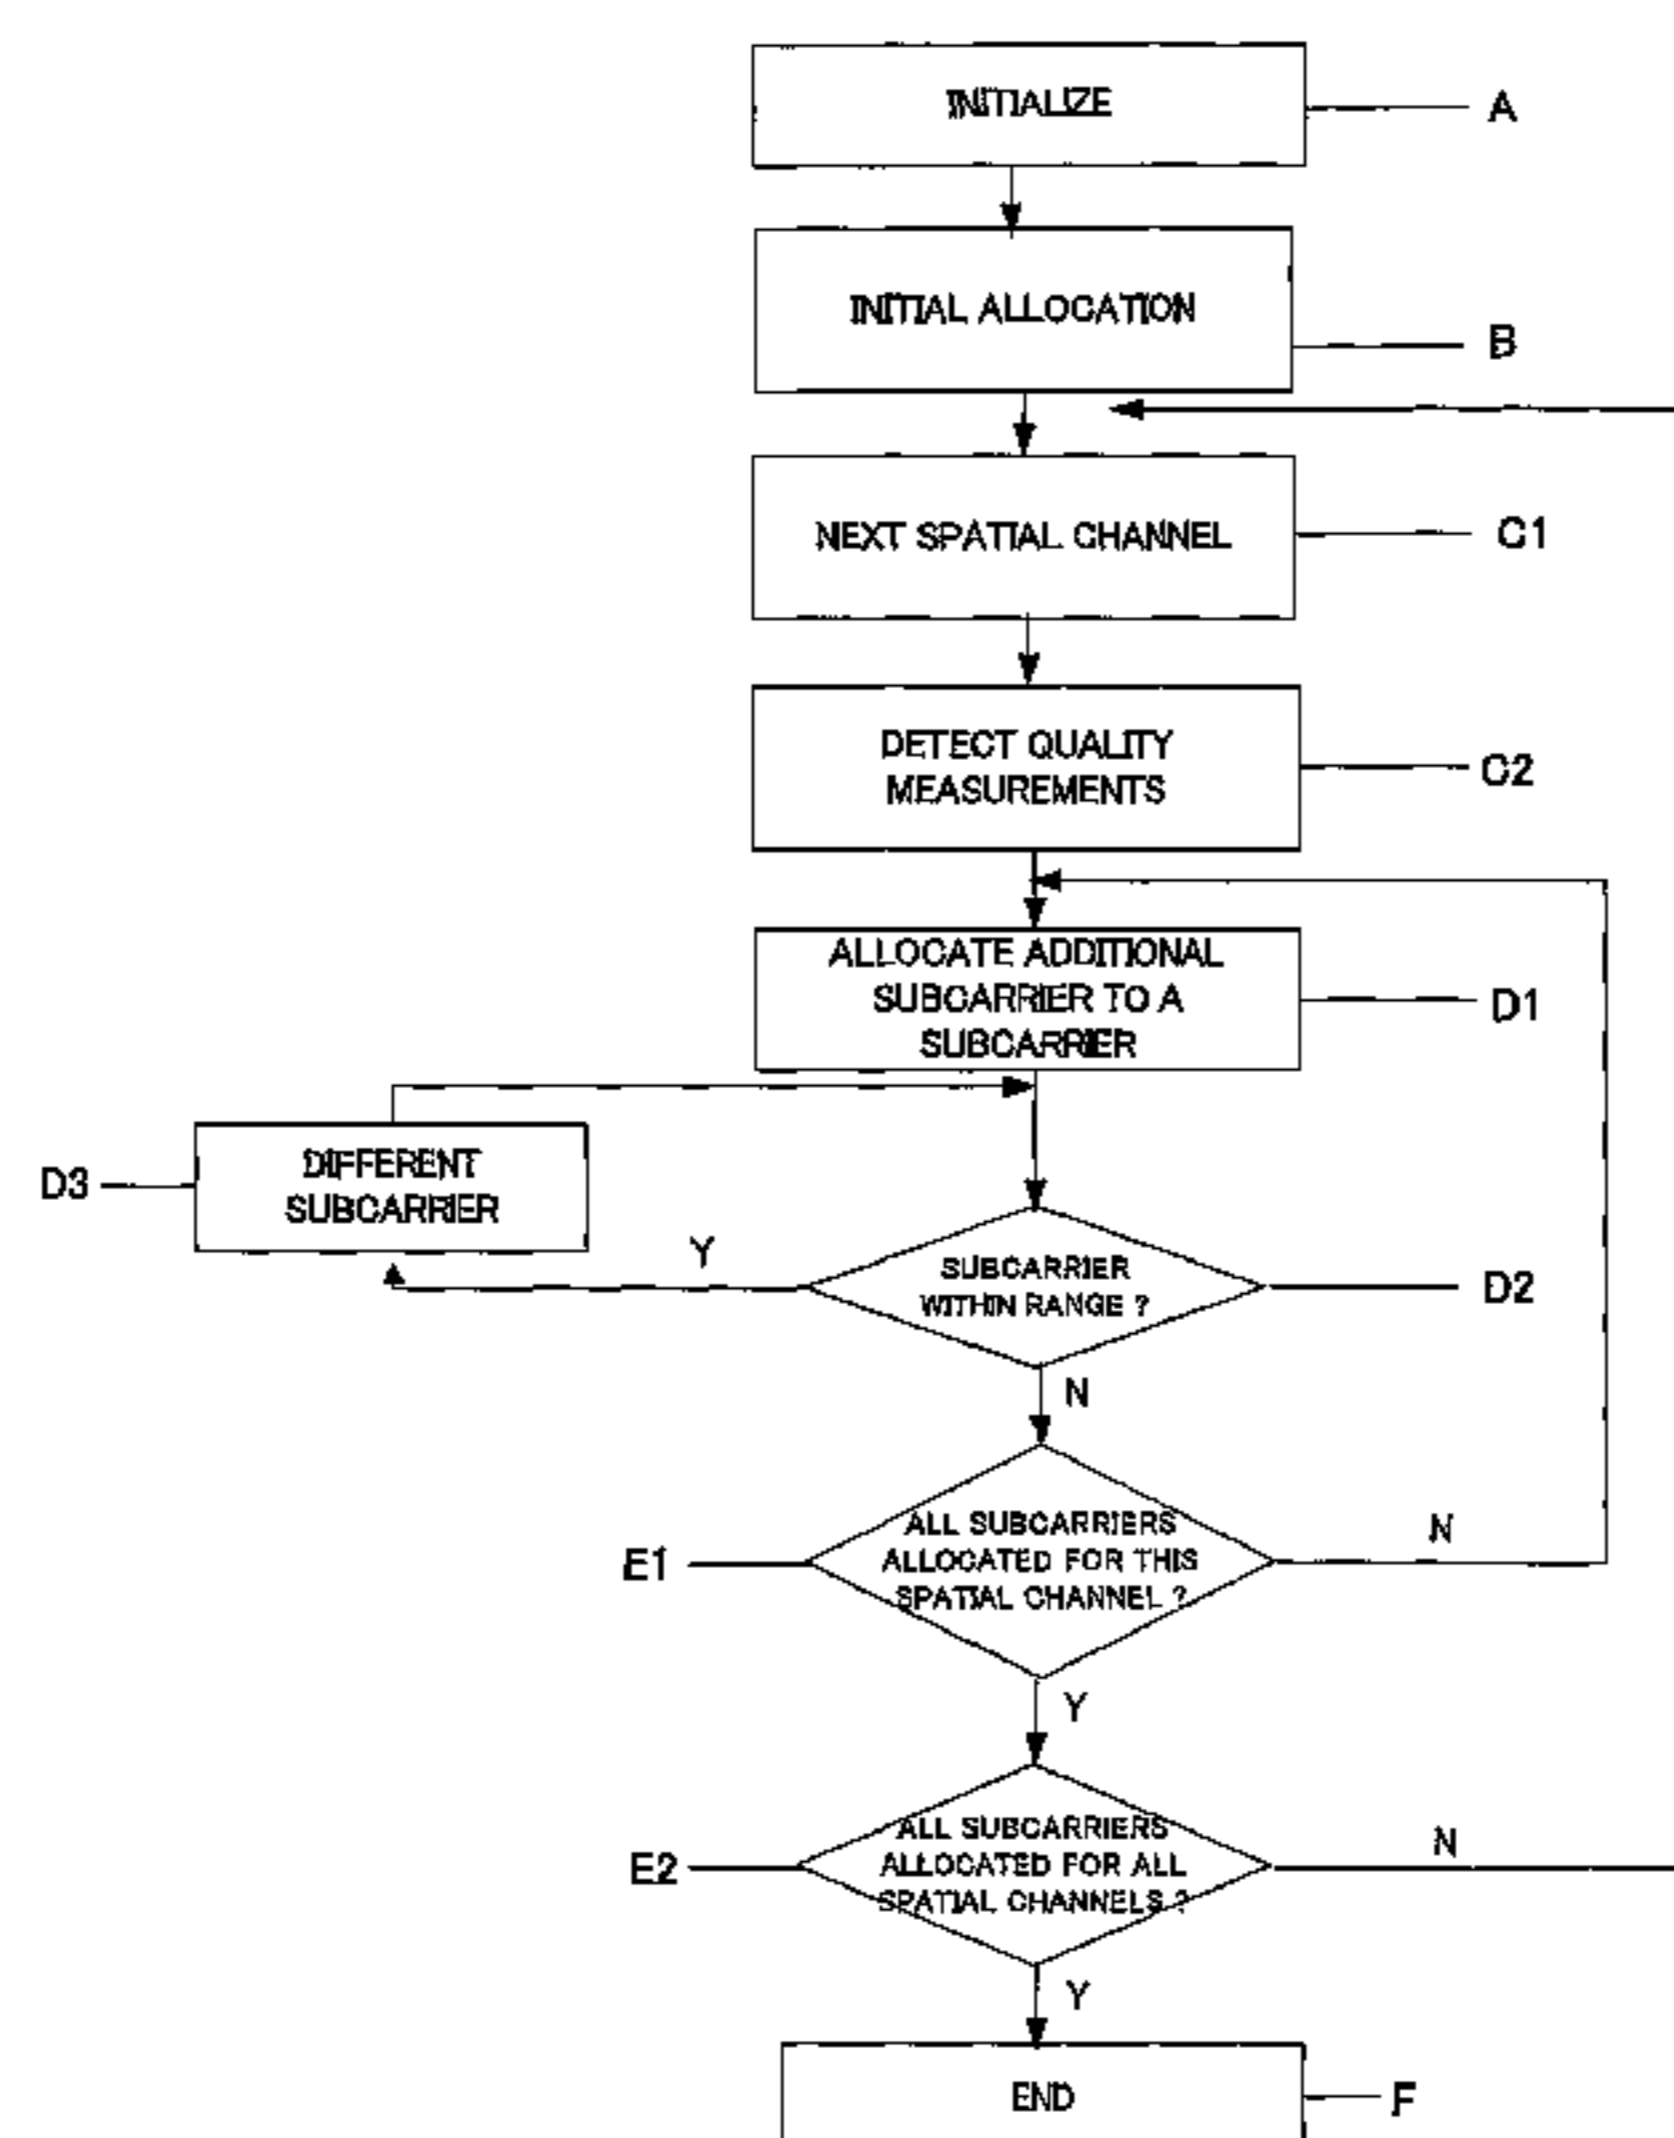 INITIALIZE
A
INITIAL ALLOCATION
B
NEXT SPATIAL CHANNEL
C1
DETECT QUALITY
MEASUREMENTS
C2
ALLOCATE ADDITIONAL
SUBCARRIER TO A
SUBCARRIER
D1
DIFFERENT
SUBCARRIER
D3
Y
SUBCARRIER
WITHIN RANGE ?
D2
N
ALL SUBCARRIERS
ALLOCATED FOR THIS
SPATIAL CHANNEL ?
E1
N
Y
ALL SUBCARRIERS
ALLOCATED FOR ALL
SPATIAL CHANNELS ?
E2
N
Y
END
F